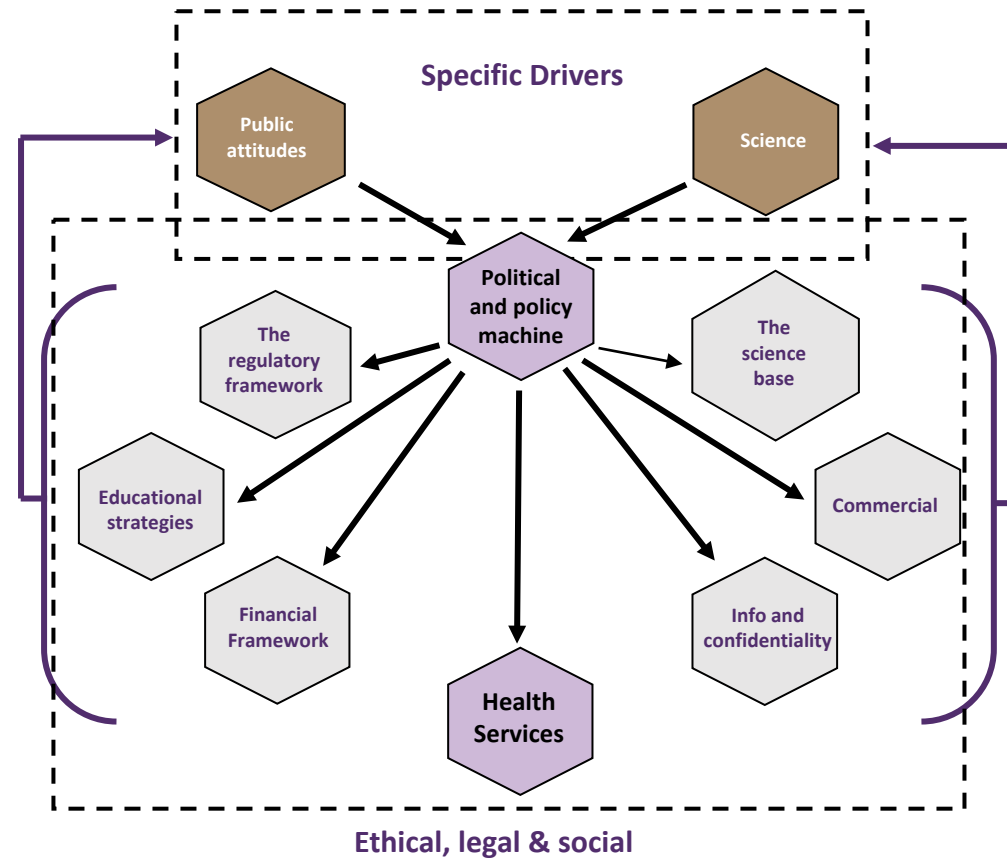 Specific Drivers
Public
attitudes
Science
Political
and policy
machine
The
regulatory
framework
The
science
base
Educational
strategies
Commercial
Financial
Framework
Info and
confidentiality
Health
Services
Ethical, legal & social